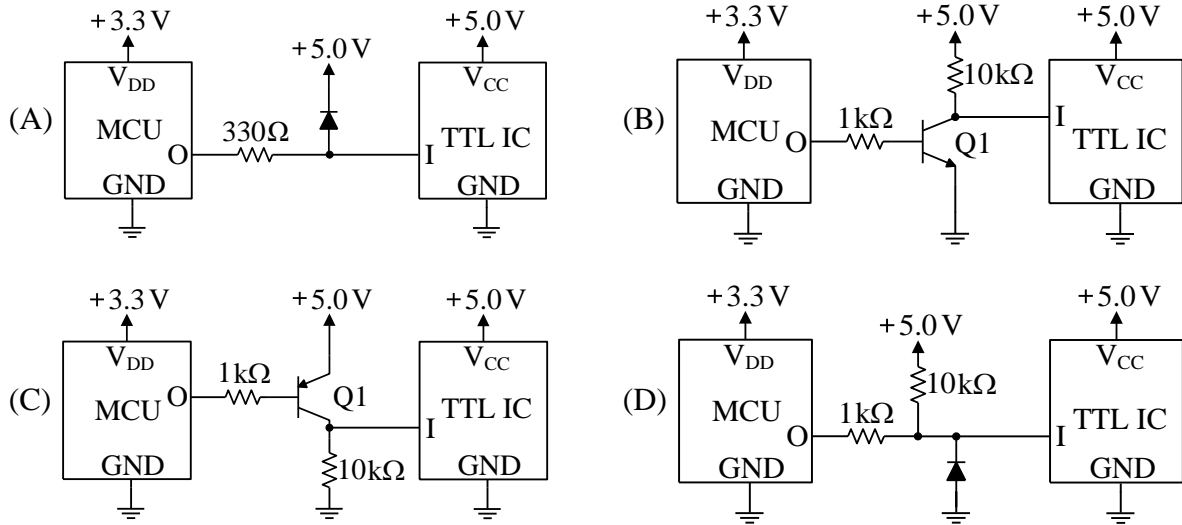 (A)
+3.3 V
V_DD
MCU
O
GND
330Ω
+5.0 V
+5.0 V
V_CC
I
TTL IC
GND
(B)
+3.3 V
V_DD
MCU
O
GND
1kΩ
+5.0 V
10kΩ
Q1
+5.0 V
V_CC
I
TTL IC
GND
(C)
+3.3 V
V_DD
MCU
O
GND
1kΩ
+5.0 V
Q1
10kΩ
+5.0 V
V_CC
TTL IC
I
GND
(D)
+3.3 V
V_DD
MCU
O
GND
1kΩ
+5.0 V
10kΩ
+5.0 V
V_CC
TTL IC
I
GND